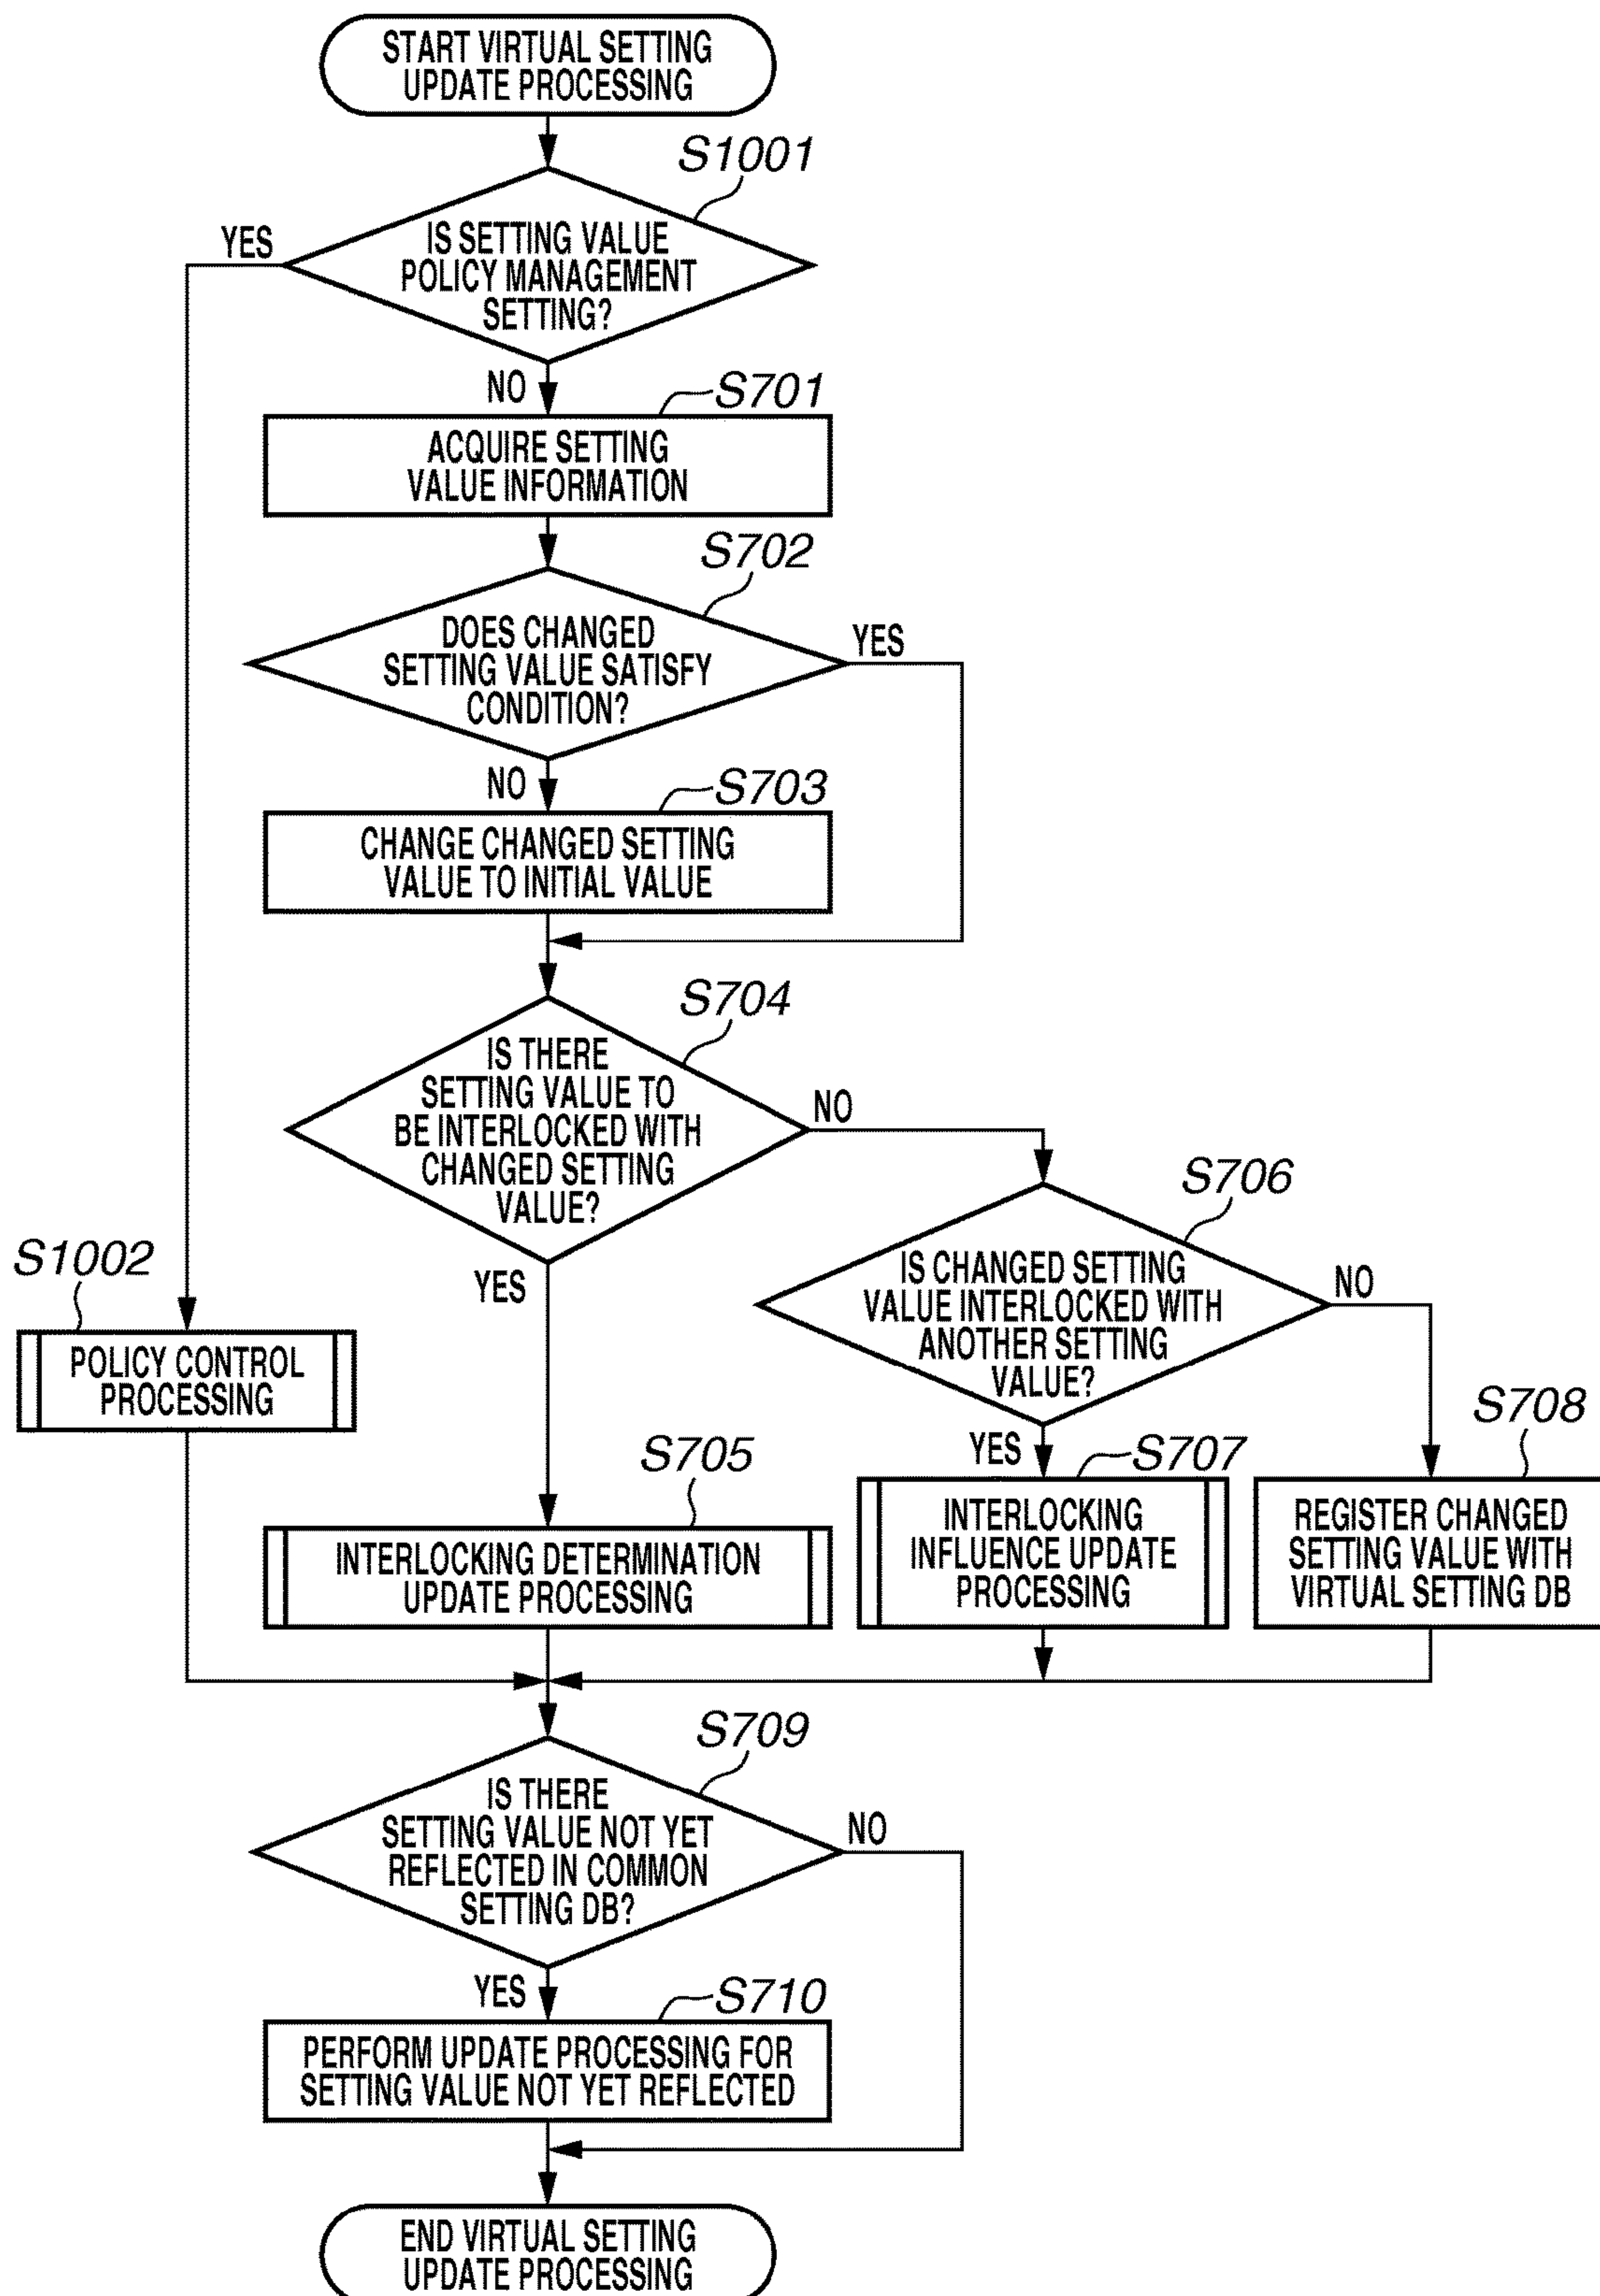 START VIRTUAL SETTING
UPDATE PROCESSING
S1001
YES
IS SETTING VALUE
POLICY MANAGEMENT
SETTING?
NO
S701
ACQUIRE SETTING
VALUE INFORMATION
S702
DOES CHANGED
SETTING VALUE SATISFY
CONDITION?
YES
NO
S703
CHANGE CHANGED SETTING
VALUE TO INITIAL VALUE
S704
IS THERE
SETTING VALUE TO
BE INTERLOCKED WITH
CHANGED SETTING
VALUE?
NO
YES
S706
IS CHANGED SETTING
VALUE INTERLOCKED WITH
ANOTHER SETTING
VALUE?
NO
YES
S1002
POLICY CONTROL
PROCESSING
S705
INTERLOCKING DETERMINATION
UPDATE PROCESSING
S707
INTERLOCKING
INFLUENCE UPDATE
PROCESSING
S708
REGISTER CHANGED
SETTING VALUE WITH
VIRTUAL SETTING DB
S709
IS THERE
SETTING VALUE NOT YET
REFLECTED IN COMMON
SETTING DB?
NO
YES
S710
PERFORM UPDATE PROCESSING FOR
SETTING VALUE NOT YET REFLECTED
END VIRTUAL SETTING
UPDATE PROCESSING